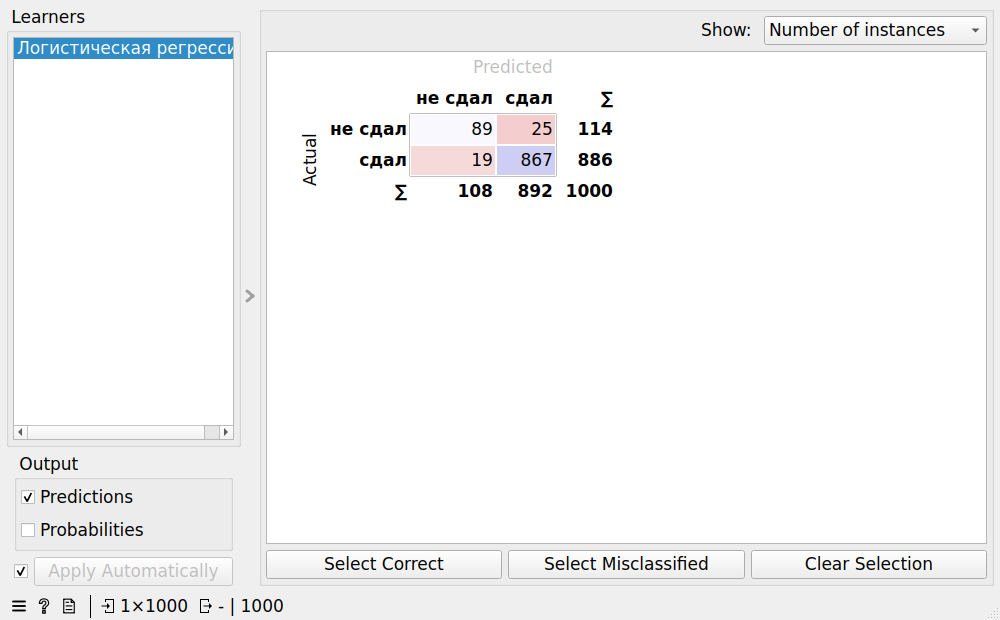 Learners
Логистическая регресси
Show: Number of instances
Predicted
не сдал сдал ∑
Actual
не сдал 89 25 114
сдал 19 867 886
∑ 108 892 1000
Output
Predictions
Probabilities
Apply Automatically
Select Correct Select Misclassified Clear Selection
1×1000 - | 1000